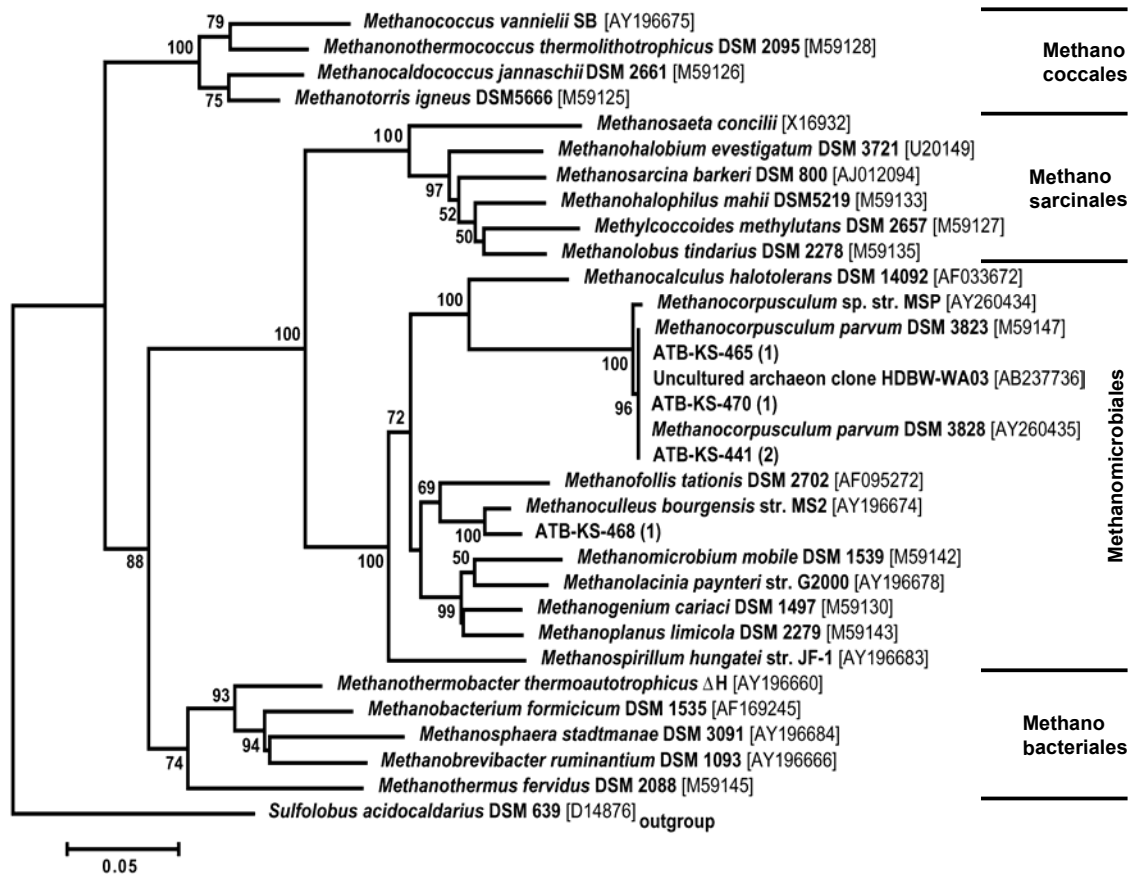 79
Methanococcus vannielii SB [AY196675]
100
Methanonothermococcus thermolithotrophicus DSM 2095 [M59128]
Methanocaldococcus jannaschii DSM 2661 [M59126]
75
Methanotorris igneus DSM5666 [M59125]
Methano
coccales
100
Methanosaeta concilii [X16932]
Methanohalobium evestigatum DSM 3721 [U20149]
97
Methanosarcina barkeri DSM 800 [AJ012094]
52
Methanohalophilus mahii DSM5219 [M59133]
50
Methylcoccoides methylutans DSM 2657 [M59127]
Methanolobus tindarius DSM 2278 [M59135]
Methano
sarcinales
100
Methanocalculus halotolerans DSM 14092 [AF033672]
100
Methanocorpusculum sp. str. MSP [AY260434]
Methanocorpusculum parvum DSM 3823 [M59147]
100
ATB-KS-465 (1)
Uncultured archaeon clone HDBW-WA03 [AB237736]
96
ATB-KS-470 (1)
Methanocorpusculum parvum DSM 3828 [AY260435]
72
ATB-KS-441 (2)
69
Methanofollis tationis DSM 2702 [AF095272]
Methanoculleus bourgensis str. MS2 [AY196674]
100
ATB-KS-468 (1)
88
100
50
Methanomicrobium mobile DSM 1539 [M59142]
Methanolacinia paynteri str. G2000 [AY196678]
99
Methanogenium cariaci DSM 1497 [M59130]
Methanoplanus limicola DSM 2279 [M59143]
Methanospirillum hungatei str. JF-1 [AY196683]
Methanomicrobiales
93
Methanothermobacter thermoautotrophicus ΔH [AY196660]
Methanobacterium formicicum DSM 1535 [AF169245]
94
Methanosphaera stadtmanae DSM 3091 [AY196684]
74
Methanobrevibacter ruminantium DSM 1093 [AY196666]
Methanothermus fervidus DSM 2088 [M59145]
Methano
bacteriales
Sulfolobus acidocaldarius DSM 639 [D14876] outgroup
0.05